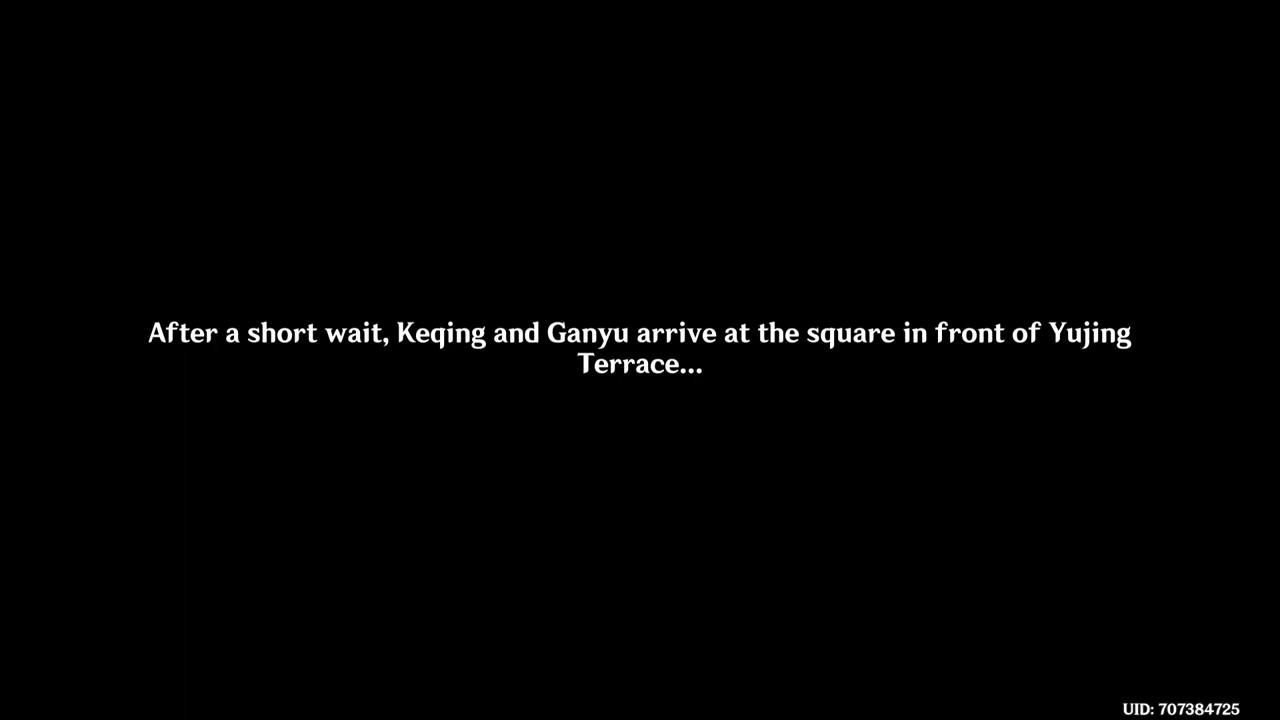 After a short wait, Keqing and Ganyu arrive at the square in front of Yujing
Terrace...
UID: 707384725